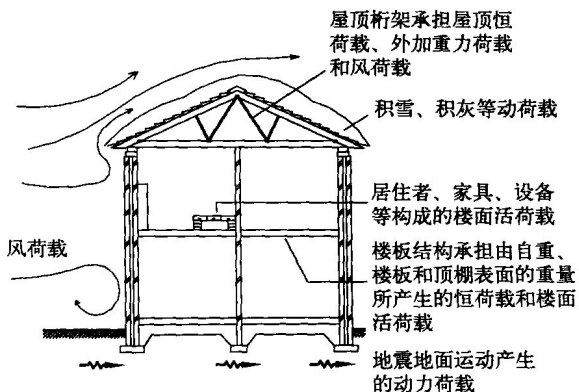 屋顶桁架承担屋顶恒
荷载、外加重力荷载
和风荷载
积雪、积灰等动荷载
居住者、家具、设备
等构成的楼面活荷载
风荷载
楼板结构承担由自重、
楼板和顶棚表面的重量
所产生的恒荷载和楼面
活荷载
地震地面运动产生
的动力荷载